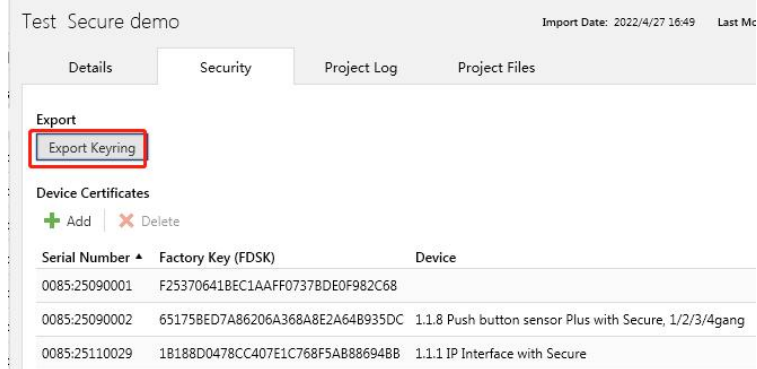 Test Secure demo Import Date: 2022/4/27 16:49 Last Mo
Details Security Project Log Project Files
Export
Export Keyring
Device Certificates
Add Delete
Serial Number Factory Key (FDSK) Device
0085:25090001 F25370641BEC1AAFF0737BDE0F982C68
0085:25090002 65175BED7A86206A368A8E2A64B935DC 1.1.8 Push button sensor Plus with Secure, 1/2/3/4gang
0085:25110029 1B188D0478CC407E1C768F5AB88694BB 1.1.1 IP Interface with Secure